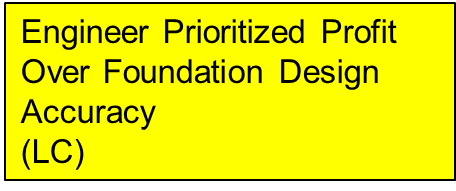 Engineer Prioritized Profit
Over Foundation Design
Accuracy
(LC)